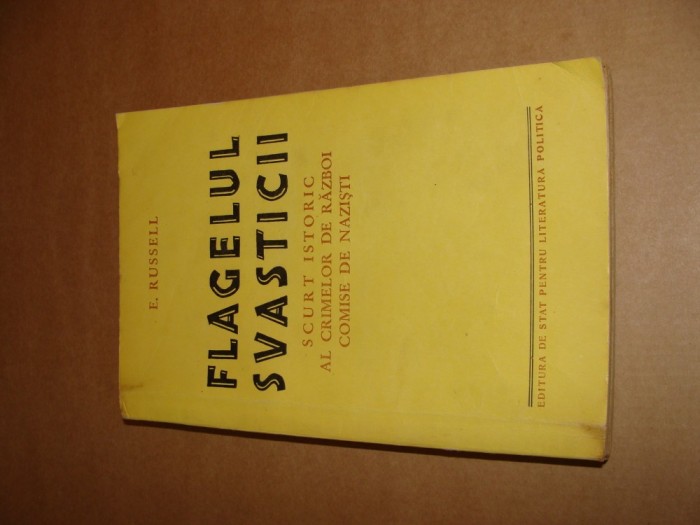 E. RUSSELL
FLAGELUL
SVASTICII
SCURT ISTORIC
AL CRIMELOR DE RĂZBOI
COMISE DE NAZIȘTI
EDITURA DE STAT PENTRU LITERATURA POLITICĂ